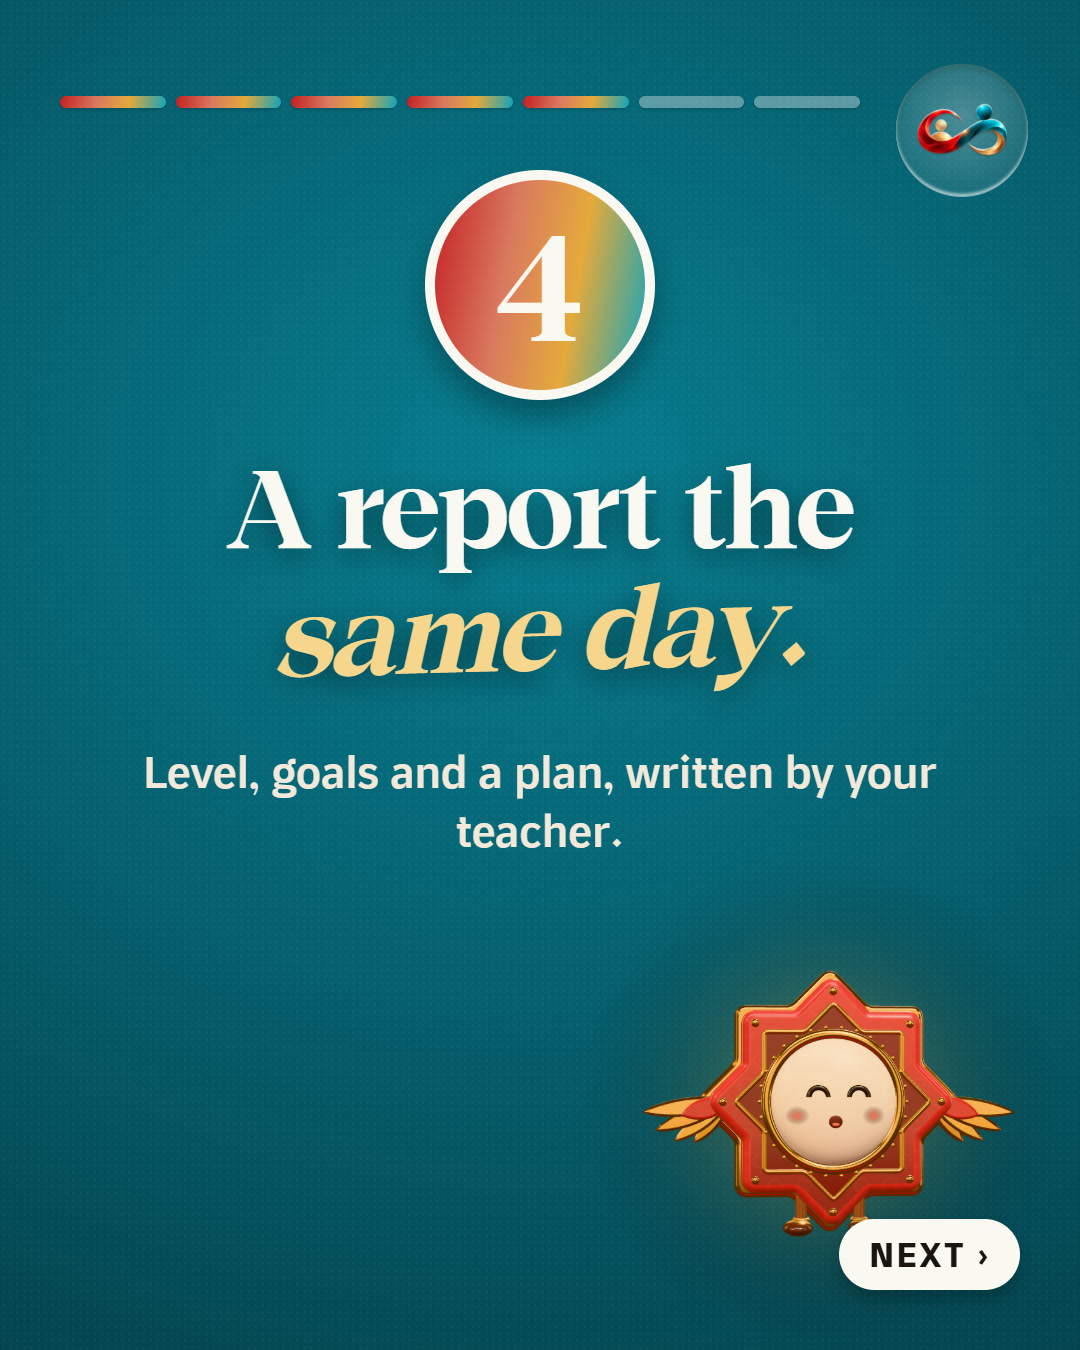 4
A report the
same day.
Level, goals and a plan, written by your
teacher.
NEXT ›